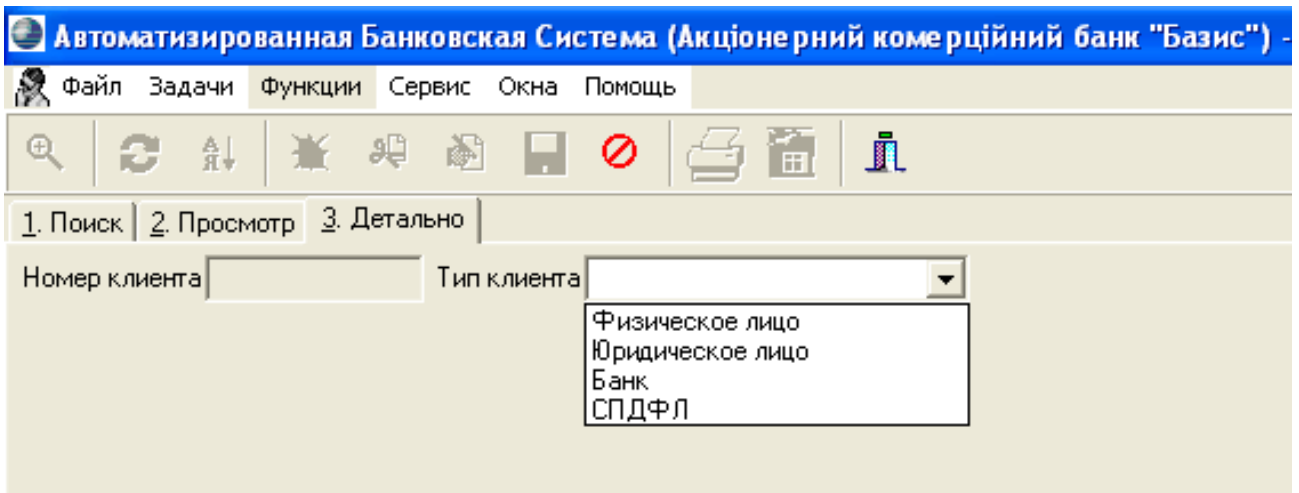 Автоматизированная Банковская Система (Акціонерний комерційний банк "Базис") -
Файл Задачи Функции Сервис Окна Помощь
1. Поиск 2. Просмотр 3. Детально
Номер клиента Тип клиента
Физическое лицо
Юридическое лицо
Банк
СПДФЛ